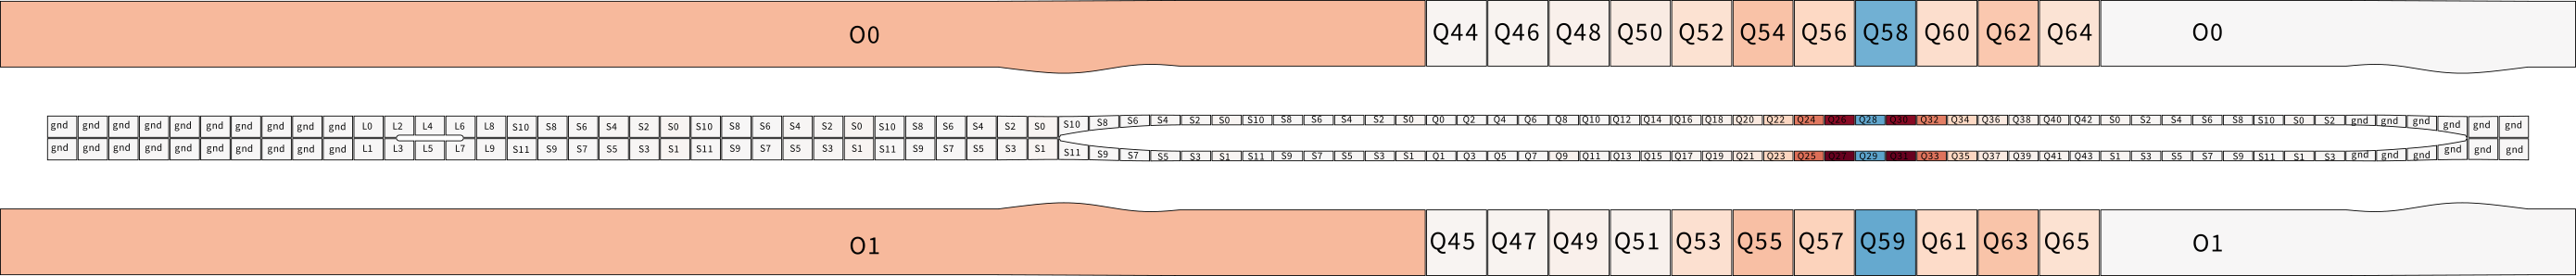 O0 Q44 Q46 Q48 Q50 Q52 Q54 Q56 Q58 Q60 Q62 Q64 O0
gnd gnd gnd gnd gnd gnd gnd gnd gnd gnd L0 L2 L4 L6 L8 S10 S8 S6 S4 S2 S0 S10 S8 S6 S4 S2 S0 S10 S8 S6 S4 S2 S0 S10 S8 S6 S4 S2 S0 S10 S8 S6 S4 S2 S0 Q0 Q2 Q4 Q6 Q8 Q10 Q12 Q14 Q16 Q18 Q20 Q22 Q24 Q26 Q28 Q30 Q32 Q34 Q36 Q38 Q40 Q42 S0 S2 S4 S6 S8 S10 S0 S2 gnd gnd gnd gnd gnd gnd
gnd gnd gnd gnd gnd gnd gnd gnd gnd gnd L1 L3 L5 L7 L9 S11 S9 S7 S5 S3 S1 S11 S9 S7 S5 S3 S1 S11 S9 S7 S5 S3 S1 S11 S9 S7 S5 S3 S1 S11 S9 S7 S5 S3 S1 Q1 Q3 Q5 Q7 Q9 Q11 Q13 Q15 Q17 Q19 Q21 Q23 Q25 Q27 Q29 Q31 Q33 Q35 Q37 Q39 Q41 Q43 S1 S3 S5 S7 S9 S11 S1 S3 gnd gnd gnd gnd gnd gnd
O1 Q45 Q47 Q49 Q51 Q53 Q55 Q57 Q59 Q61 Q63 Q65 O1